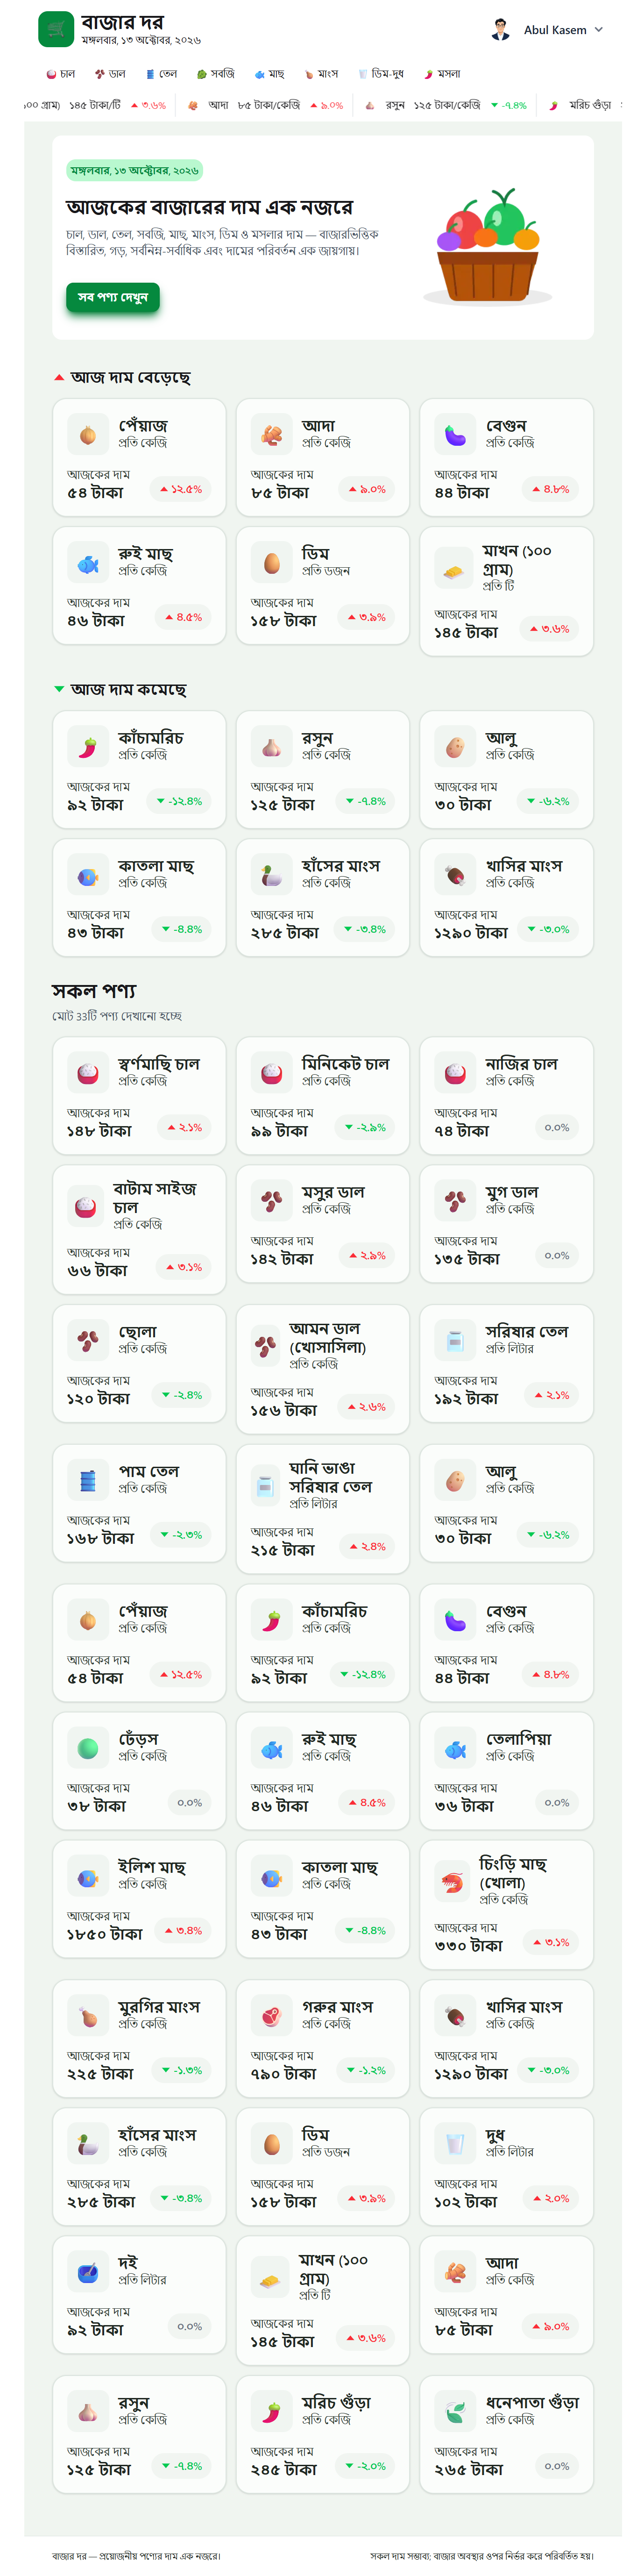 বাজার দর
মঙ্গলবার, ১৩ অক্টোবর, ২০২৬
Abul Kasem
চাল ডাল তেল সবজি মাছ মাংস ডিম-দুধ মসলা
১০০ গ্রাম) ১৪৫ টাকা/টি ৩.৬% আদা ৮৫ টাকা/কেজি ৯.০% রসুন ১২৫ টাকা/কেজি -৭.৪% মরিচ গুঁড়া
মঙ্গলবার, ১৩ অক্টোবর, ২০২৬
আজকের বাজারের দাম এক নজরে
চাল, ডাল, তেল, সবজি, মাছ, মাংস, ডিম ও মসলার দাম — বাজারভিত্তিক
বিস্তারিত, গড়, সর্বনিম্ন-সর্বাধিক এবং দামের পরিবর্তন এক জায়গায়।
সব পণ্য দেখুন
আজ দাম বেড়েছে
পেঁয়াজ
প্রতি কেজি
আজকের দাম
৫৪ টাকা ১২.৫%
আদা
প্রতি কেজি
আজকের দাম
৮৫ টাকা ৯.০%
বেগুন
প্রতি কেজি
আজকের দাম
৪৪ টাকা ৪.৮%
রুই মাছ
প্রতি কেজি
আজকের দাম
৪৬ টাকা ৪.৫%
ডিম
প্রতি ডজন
আজকের দাম
১৫৮ টাকা ৩.৯%
মাখন (১০০
গ্রাম)
প্রতি টি
আজকের দাম
১৪৫ টাকা ৩.৬%
আজ দাম কমেছে
কাঁচামরিচ
প্রতি কেজি
আজকের দাম
৯২ টাকা -১২.৪%
রসুন
প্রতি কেজি
আজকের দাম
১২৫ টাকা -৭.৪%
আলু
প্রতি কেজি
আজকের দাম
৩০ টাকা -৬.২%
কাতলা মাছ
প্রতি কেজি
আজকের দাম
৪৩ টাকা -৪.৪%
হাঁসের মাংস
প্রতি কেজি
আজকের দাম
২৮৫ টাকা -৩.৪%
খাসির মাংস
প্রতি কেজি
আজকের দাম
১২৯০ টাকা -৩.০%
সকল পণ্য
মোট 33টি পণ্য দেখানো হচ্ছে
স্বর্ণমাছি চাল
প্রতি কেজি
আজকের দাম
১৪৮ টাকা ২.১%
মিনিকেট চাল
প্রতি কেজি
আজকের দাম
৯৯ টাকা -২.৯%
নাজির চাল
প্রতি কেজি
আজকের দাম
৭৪ টাকা ০.০%
বাটাম সাইজ
চাল
প্রতি কেজি
আজকের দাম
৬৬ টাকা ৩.১%
মসুর ডাল
প্রতি কেজি
আজকের দাম
১৪২ টাকা ২.৯%
মুগ ডাল
প্রতি কেজি
আজকের দাম
১৩৫ টাকা ০.০%
ছোলা
প্রতি কেজি
আজকের দাম
১২০ টাকা -২.৪%
আমন ডাল
(খোসাসিলা)
প্রতি কেজি
আজকের দাম
১৫৬ টাকা ২.৬%
সরিষার তেল
প্রতি লিটার
আজকের দাম
১৯২ টাকা ২.১%
পাম তেল
প্রতি কেজি
আজকের দাম
১৬৮ টাকা -২.৩%
ঘানি ভাঙা
সরিষার তেল
প্রতি লিটার
আজকের দাম
২১৫ টাকা ২.৪%
আলু
প্রতি কেজি
আজকের দাম
৩০ টাকা -৬.২%
পেঁয়াজ
প্রতি কেজি
আজকের দাম
৫৪ টাকা ১২.৫%
কাঁচামরিচ
প্রতি কেজি
আজকের দাম
৯২ টাকা -১২.৪%
বেগুন
প্রতি কেজি
আজকের দাম
৪৪ টাকা ৪.৮%
ঢেঁড়স
প্রতি কেজি
আজকের দাম
৩৮ টাকা ০.০%
রুই মাছ
প্রতি কেজি
আজকের দাম
৪৬ টাকা ৪.৫%
তেলাপিয়া
প্রতি কেজি
আজকের দাম
৩৬ টাকা ০.০%
ইলিশ মাছ
প্রতি কেজি
আজকের দাম
১৮৫০ টাকা ৩.৪%
কাতলা মাছ
প্রতি কেজি
আজকের দাম
৪৩ টাকা -৪.৪%
চিংড়ি মাছ
(খোলা)
প্রতি কেজি
আজকের দাম
৩৩০ টাকা ৩.১%
মুরগির মাংস
প্রতি কেজি
আজকের দাম
২২৫ টাকা -১.৩%
গরুর মাংস
প্রতি কেজি
আজকের দাম
৭৯০ টাকা -১.২%
খাসির মাংস
প্রতি কেজি
আজকের দাম
১২৯০ টাকা -৩.০%
হাঁসের মাংস
প্রতি কেজি
আজকের দাম
২৮৫ টাকা -৩.৪%
ডিম
প্রতি ডজন
আজকের দাম
১৫৮ টাকা ৩.৯%
দুধ
প্রতি লিটার
আজকের দাম
১০২ টাকা ২.০%
দই
প্রতি লিটার
আজকের দাম
৯২ টাকা ০.০%
মাখন (১০০
গ্রাম)
প্রতি টি
আজকের দাম
১৪৫ টাকা ৩.৬%
আদা
প্রতি কেজি
আজকের দাম
৮৫ টাকা ৯.০%
রসুন
প্রতি কেজি
আজকের দাম
১২৫ টাকা -৭.৪%
মরিচ গুঁড়া
প্রতি কেজি
আজকের দাম
২৪৫ টাকা -২.০%
ধনেপাতা গুঁড়া
প্রতি কেজি
আজকের দাম
২৬৫ টাকা ০.০%
বাজার দর — প্রয়োজনীয় পণ্যের দাম এক নজরে।
সকল দাম সম্ভাব্য; বাজার অবস্থার ওপর নির্ভর করে পরিবর্তিত হয়।